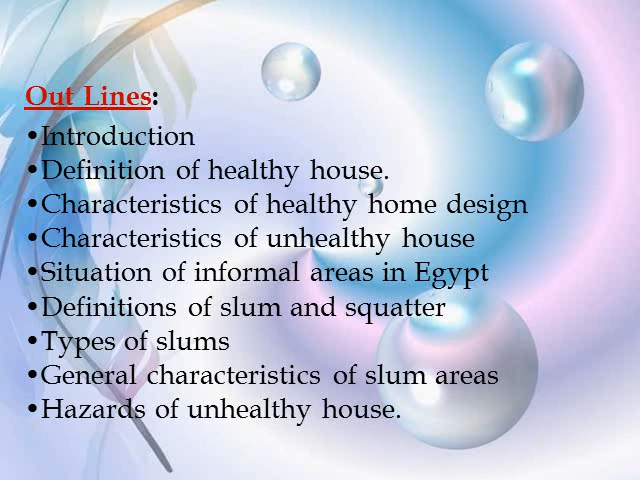 Out Lines:
•Introduction
•Definition of healthy house.
•Characteristics of healthy home design
•Characteristics of unhealthy house
•Situation of informal areas in Egypt
•Definitions of slum and squatter
•Types of slums
•General characteristics of slum areas
•Hazards of unhealthy house.